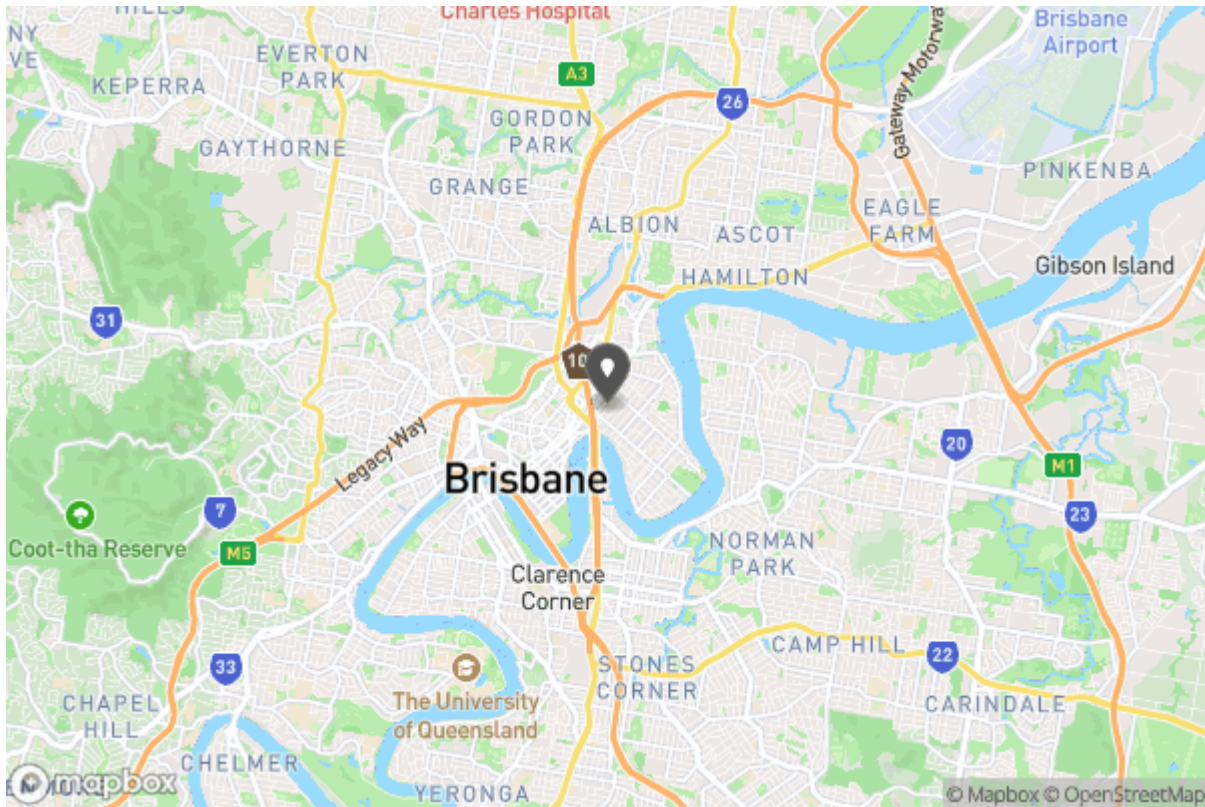 HILLS
Charles Hospital
NY
VE
EVERTON
PARK
KEPERRA
A3
Brisbane
Airport
26
Gateway Motorway
GORDON
PARK
GAYTHORNE
GRANGE
PINKENBA
EAGLE
FARM
ALBION
ASCOT
HAMILTON
Gibson Island
31
10
Legacy Way
20
Brisbane
M1
7
23
Coot-tha Reserve
M5
NORMAN
PARK
Clarence
Corner
CAMP HILL
22
33
STONES
CORNER
The University
of Queensland
CHAPEL
HILL
CARINDALE
CHELMER
mapbox
YERONGA
© Mapbox © OpenStreetMap